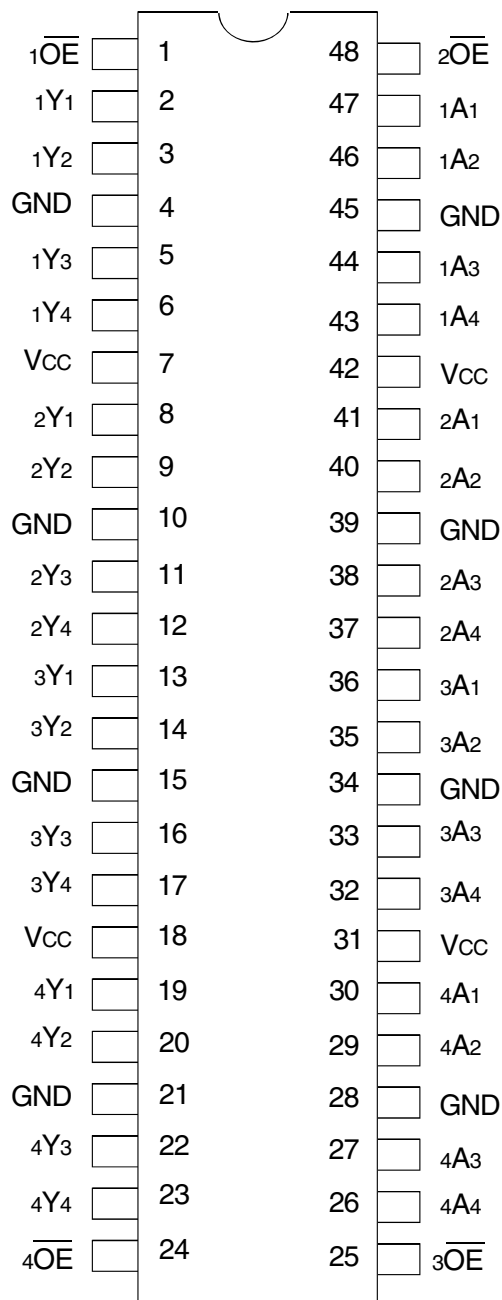 1O̅E̅ 1 48 2O̅E̅
1Y1 2 47 1A1
1Y2 3 46 1A2
GND 4 45 GND
1Y3 5 44 1A3
1Y4 6 43 1A4
VCC 7 42 VCC
2Y1 8 41 2A1
2Y2 9 40 2A2
GND 10 39 GND
2Y3 11 38 2A3
2Y4 12 37 2A4
3Y1 13 36 3A1
3Y2 14 35 3A2
GND 15 34 GND
3Y3 16 33 3A3
3Y4 17 32 3A4
VCC 18 31 VCC
4Y1 19 30 4A1
4Y2 20 29 4A2
GND 21 28 GND
4Y3 22 27 4A3
4Y4 23 26 4A4
4O̅E̅ 24 25 3O̅E̅